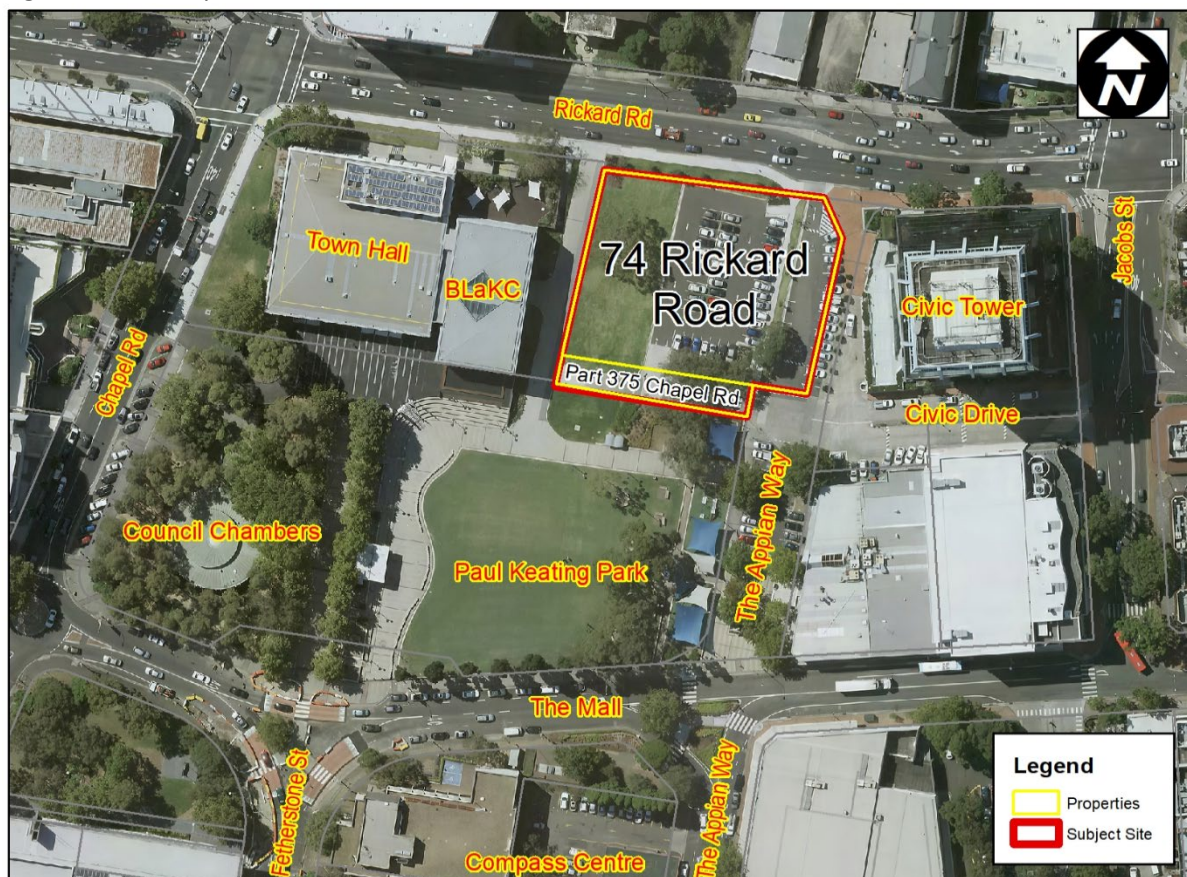 Rickard Rd
N
Town Hall
BLaKC
74 Rickard
Road
Civic Tower
Jacobs St
Chapel Rd
Part 375 Chapel Rd
Civic Drive
Council Chambers
Paul Keating Park
The Appian Way
The Mall
Fetherstone St
The Appian Way
Compass Centre
Legend
Properties
Subject Site